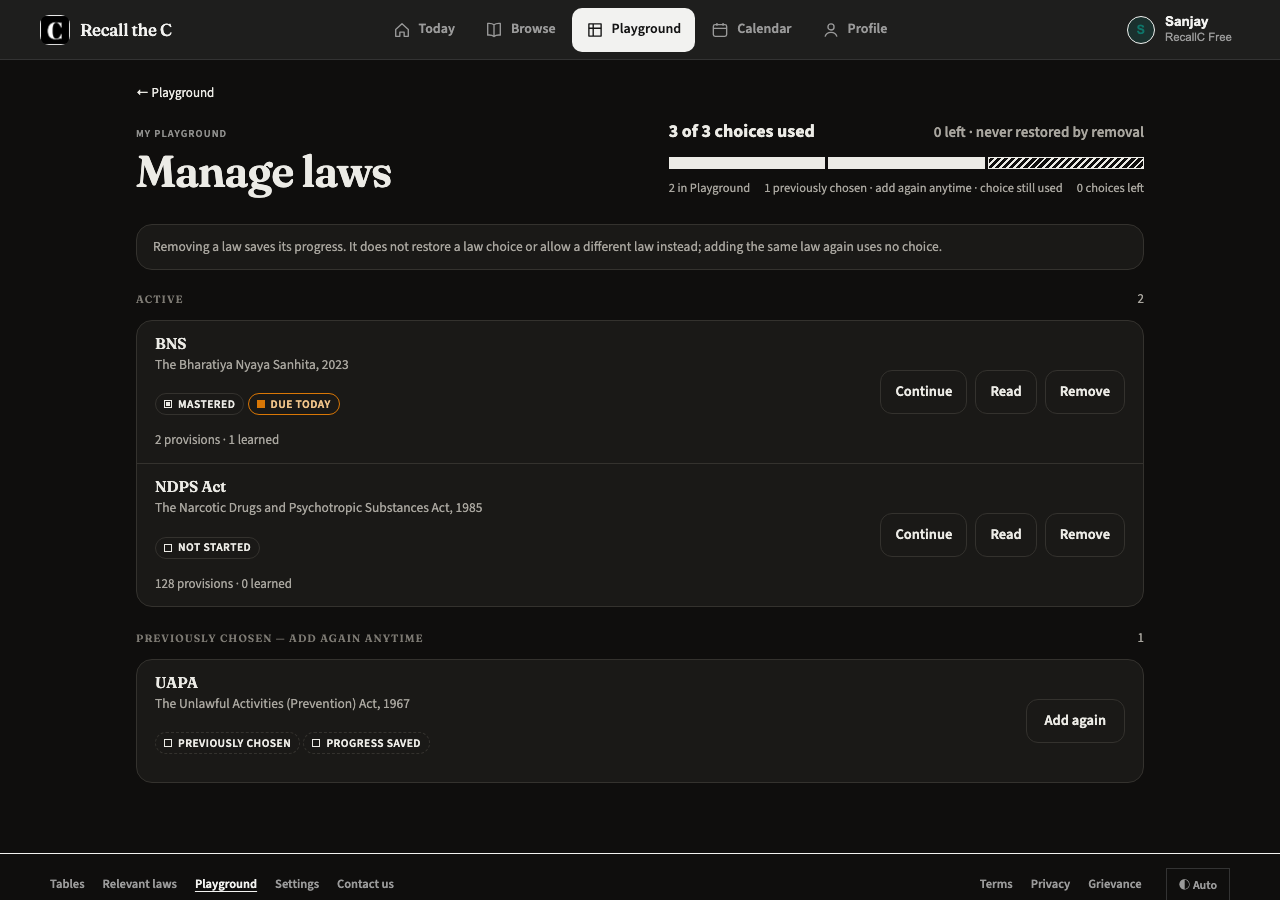 C Recall the C
Today Browse Playground Calendar Profile
S Sanjay
RecallC Free
← Playground
MY PLAYGROUND
Manage laws
3 of 3 choices used 0 left · never restored by removal
2 in Playground 1 previously chosen · add again anytime · choice still used 0 choices left
Removing a law saves its progress. It does not restore a law choice or allow a different law instead; adding the same law again uses no choice.
ACTIVE 2
BNS
The Bharatiya Nyaya Sanhita, 2023
MASTERED DUE TODAY
2 provisions · 1 learned
Continue Read Remove
NDPS Act
The Narcotic Drugs and Psychotropic Substances Act, 1985
NOT STARTED
128 provisions · 0 learned
Continue Read Remove
PREVIOUSLY CHOSEN — ADD AGAIN ANYTIME 1
UAPA
The Unlawful Activities (Prevention) Act, 1967
PREVIOUSLY CHOSEN PROGRESS SAVED
Add again
Tables Relevant laws Playground Settings Contact us
Terms Privacy Grievance Auto